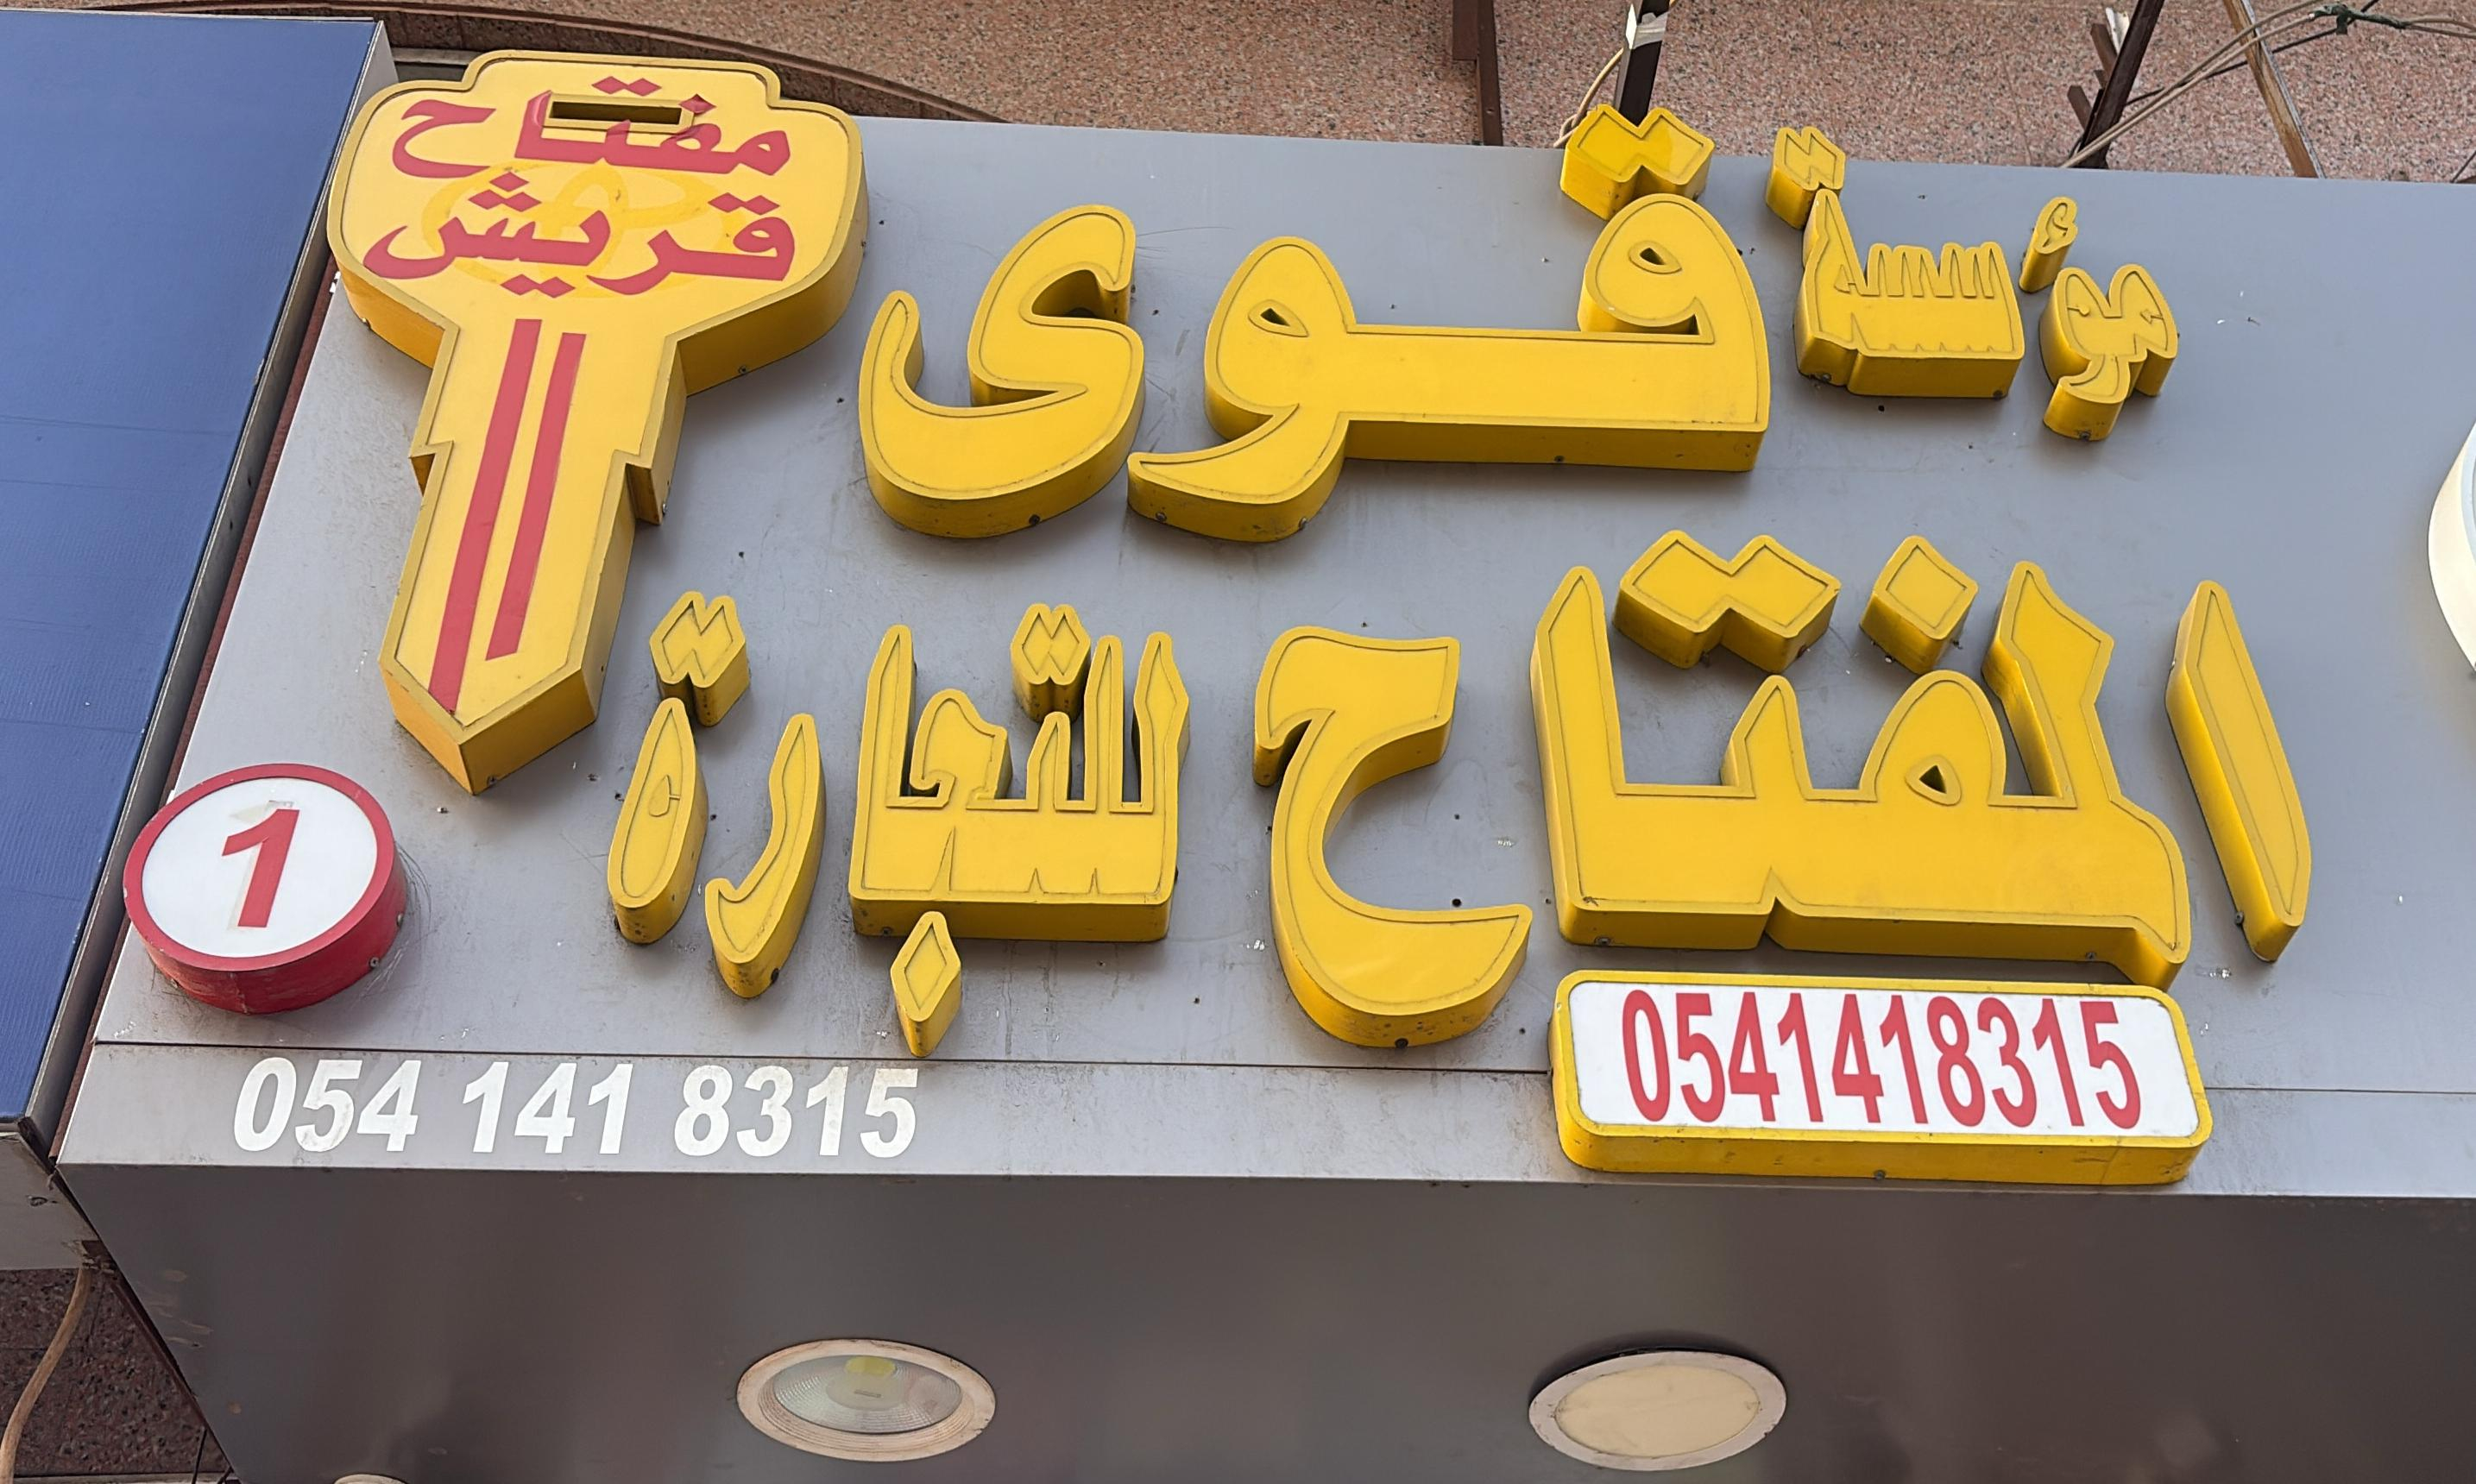 مؤسسة قوى
المفتاح للتجارة
مفتاح
قريش
1
0541418315
054 141 8315